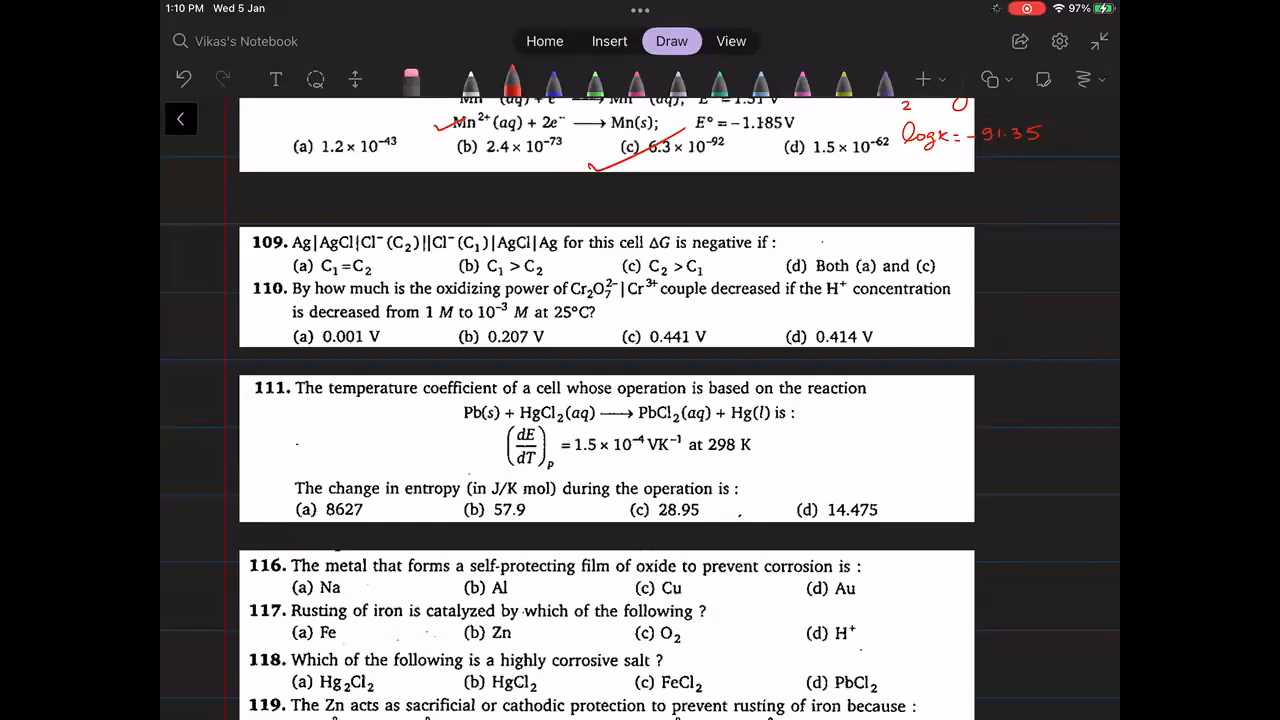 1:10 PM Wed 5 Jan
97%
Vikas's Notebook
Home Insert Draw View
Mn²⁺(aq) + 2e⁻ ⟶ Mn(s); E° = –1.185V
log K = -91.35
(a) 1.2 × 10⁻⁴³ (b) 2.4 × 10⁻⁷³ (c) 6.3 × 10⁻⁹² (d) 1.5 × 10⁻⁶²
109. Ag|AgCl|Cl⁻(C₂)||Cl⁻(C₁)|AgCl|Ag for this cell ΔG is negative if :
(a) C₁ = C₂ (b) C₁ > C₂ (c) C₂ > C₁ (d) Both (a) and (c)
110. By how much is the oxidizing power of Cr₂O₇²⁻|Cr³⁺ couple decreased if the H⁺ concentration
is decreased from 1 M to 10⁻³ M at 25°C?
(a) 0.001 V (b) 0.207 V (c) 0.441 V (d) 0.414 V
111. The temperature coefficient of a cell whose operation is based on the reaction
Pb(s) + HgCl₂(aq) ⟶ PbCl₂(aq) + Hg(l) is :
(dE/dT)ₚ = 1.5 × 10⁻⁴ VK⁻¹ at 298 K
The change in entropy (in J/K mol) during the operation is :
(a) 8627 (b) 57.9 (c) 28.95 (d) 14.475
116. The metal that forms a self-protecting film of oxide to prevent corrosion is :
(a) Na (b) Al (c) Cu (d) Au
117. Rusting of iron is catalyzed by which of the following ?
(a) Fe (b) Zn (c) O₂ (d) H⁺
118. Which of the following is a highly corrosive salt ?
(a) Hg₂Cl₂ (b) HgCl₂ (c) FeCl₂ (d) PbCl₂
119. The Zn acts as sacrificial or cathodic protection to prevent rusting of iron because :